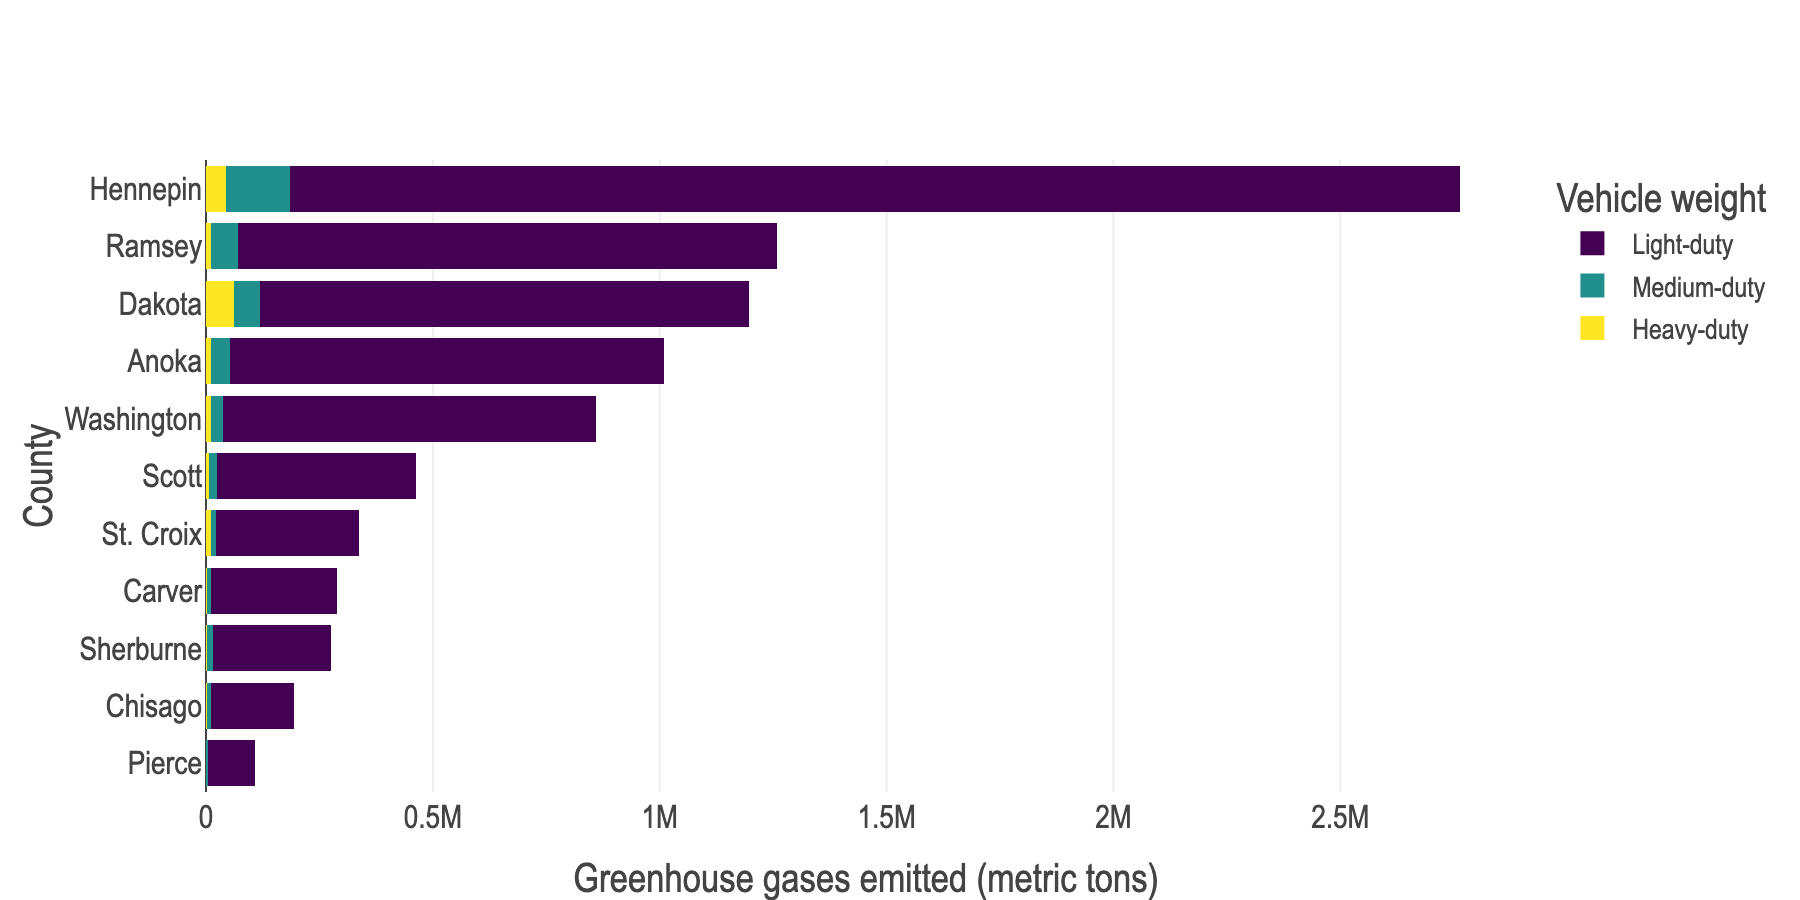 Hennepin
Ramsey
Dakota
Anoka
Washington
Scott
St. Croix
Carver
Sherburne
Chisago
Pierce
County
0 0.5M 1M 1.5M 2M 2.5M
Greenhouse gases emitted (metric tons)
Vehicle weight
Light-duty
Medium-duty
Heavy-duty